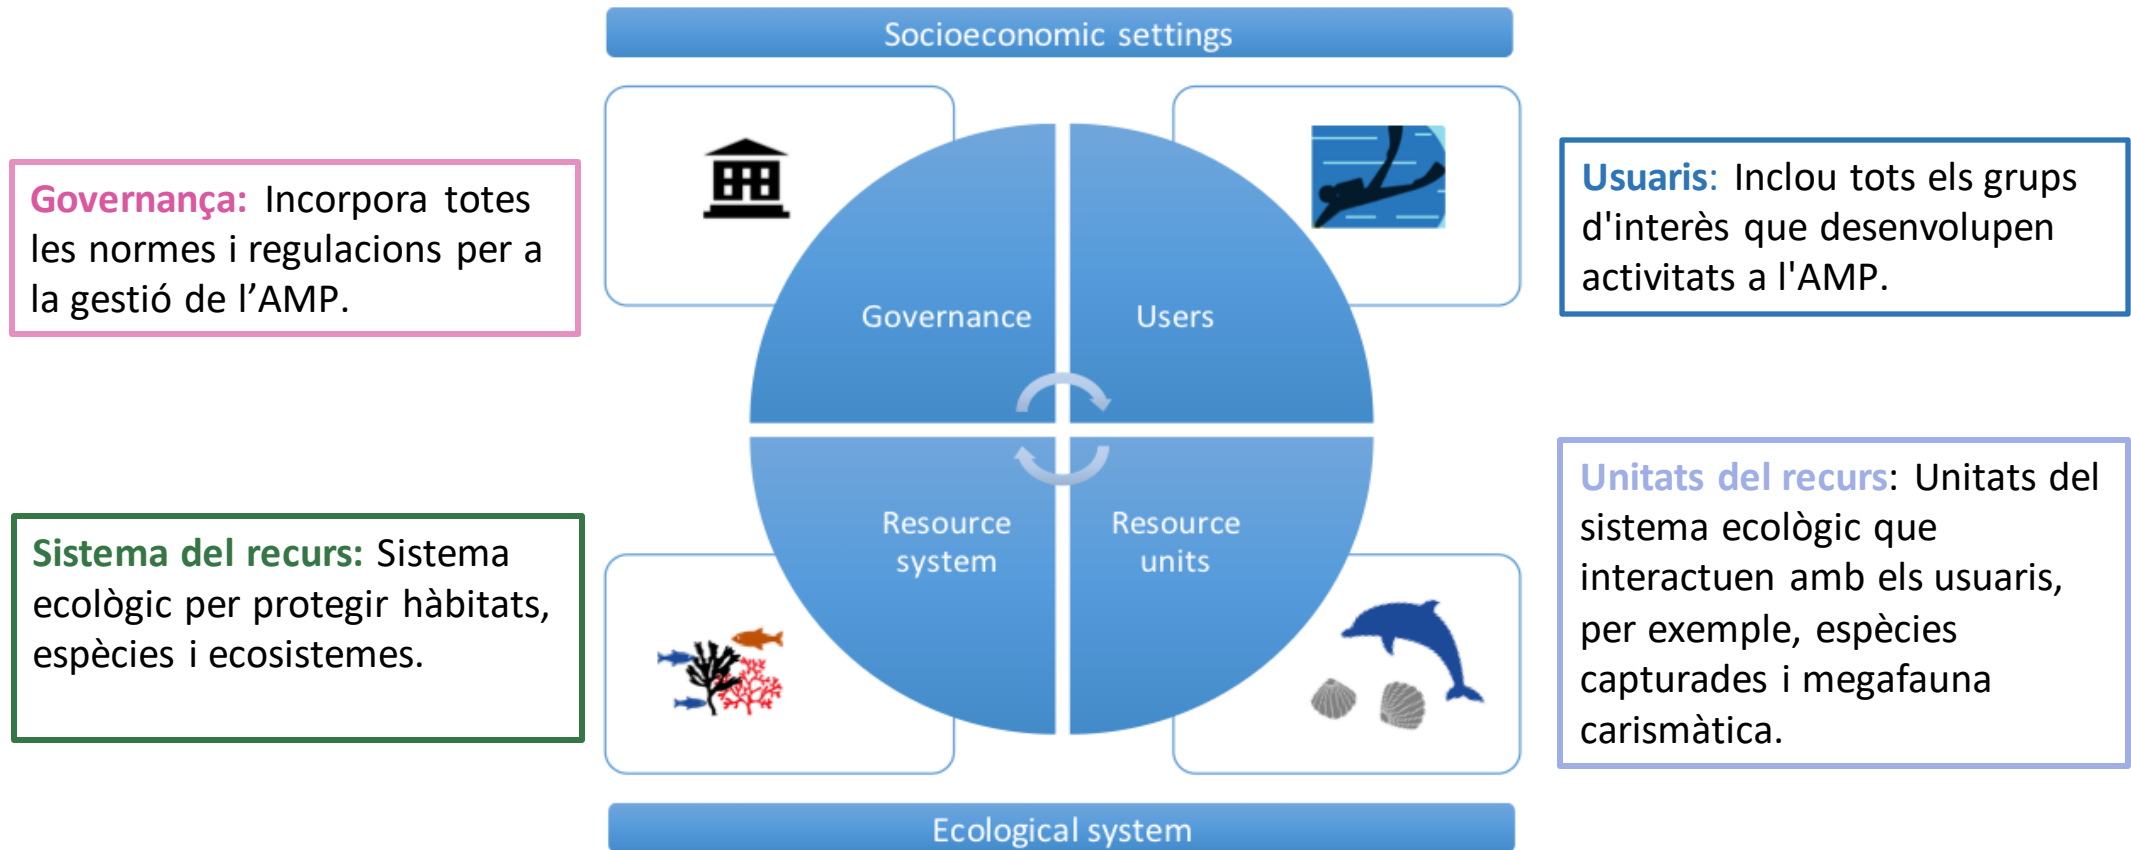 Socioeconomic settings
Governança: Incorpora totes
les normes i regulacions per a
la gestió de l’AMP.
Governance
Users
Usuaris: Inclou tots els grups
d'interès que desenvolupen
activitats a l'AMP.
Sistema del recurs: Sistema
ecològic per protegir hàbitats,
espècies i ecosistemes.
Resource
system
Resource
units
Unitats del recurs: Unitats del
sistema ecològic que
interactuen amb els usuaris,
per exemple, espècies
capturades i megafauna
carismàtica.
Ecological system